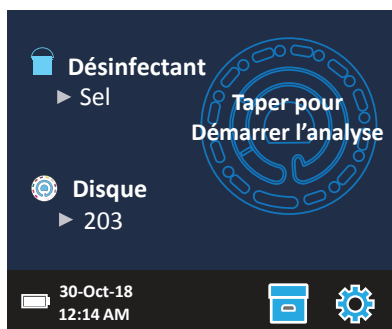 Désinfectant
Sel
Taper pour
Démarrer l'analyse
Disque
203
30-Oct-18
12:14 AM